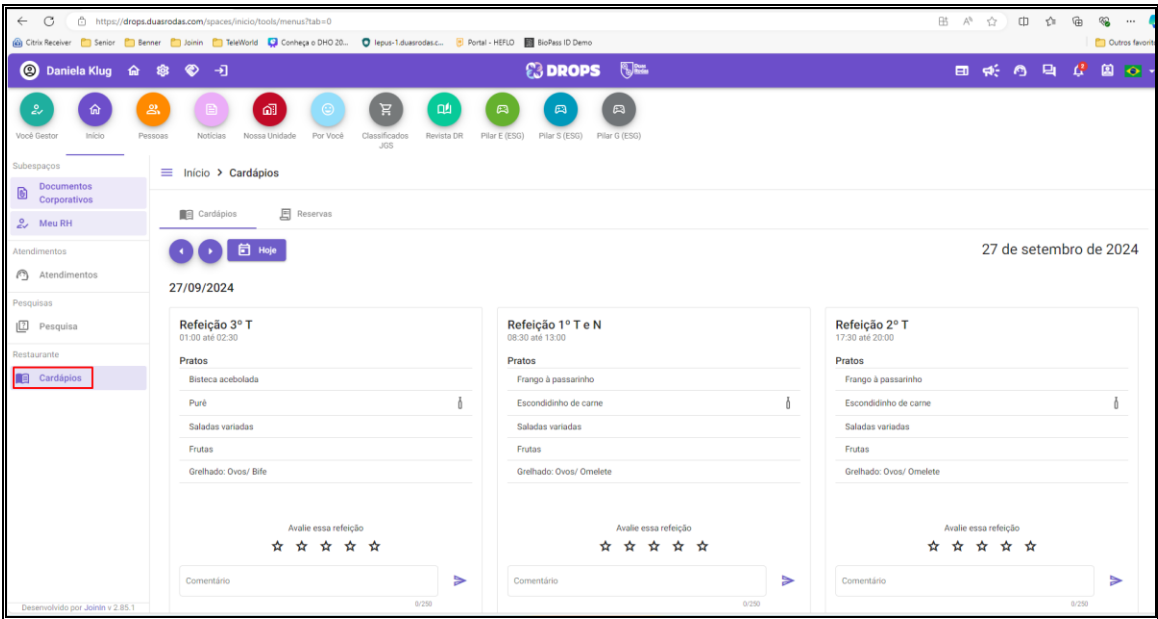 https://drops.duasrodas.com/spaces/inicio/tools/menus?tab=0
Citrix Receiver Senior Benner Joinin TeleWorld Conheça o DHO 20... lepus-1.duasrodas.c... Portal - HEFLO BioPass ID Demo Outros favorit
Daniela Klug DROPS
Você Gestor Início Pessoas Notícias Nossa Unidade Por Você Classificados JGS Revista DR Pilar E (ESG) Pilar S (ESG) Pilar G (ESG)
Subespaços
Documentos Corporativos
Meu RH
Atendimentos
Atendimentos
Pesquisas
Pesquisa
Restaurante
Cardápios
Início > Cardápios
Cardápios Reservas
Hoje 27 de setembro de 2024
27/09/2024
Refeição 3º T
01:00 até 02:30
Pratos
Bisteca acebolada
Purê
Saladas variadas
Frutas
Grelhado: Ovos/ Bife
Avalie essa refeição
Comentário
0/250
Refeição 1º T e N
08:30 até 13:00
Pratos
Frango à passarinho
Escondidinho de carne
Saladas variadas
Frutas
Grelhado: Ovos/ Omelete
Avalie essa refeição
Comentário
0/250
Refeição 2º T
17:30 até 20:00
Pratos
Frango à passarinho
Escondidinho de carne
Saladas variadas
Frutas
Grelhado: Ovos/ Omelete
Avalie essa refeição
Comentário
0/250
Desenvolvido por Joinin v 2.85.1